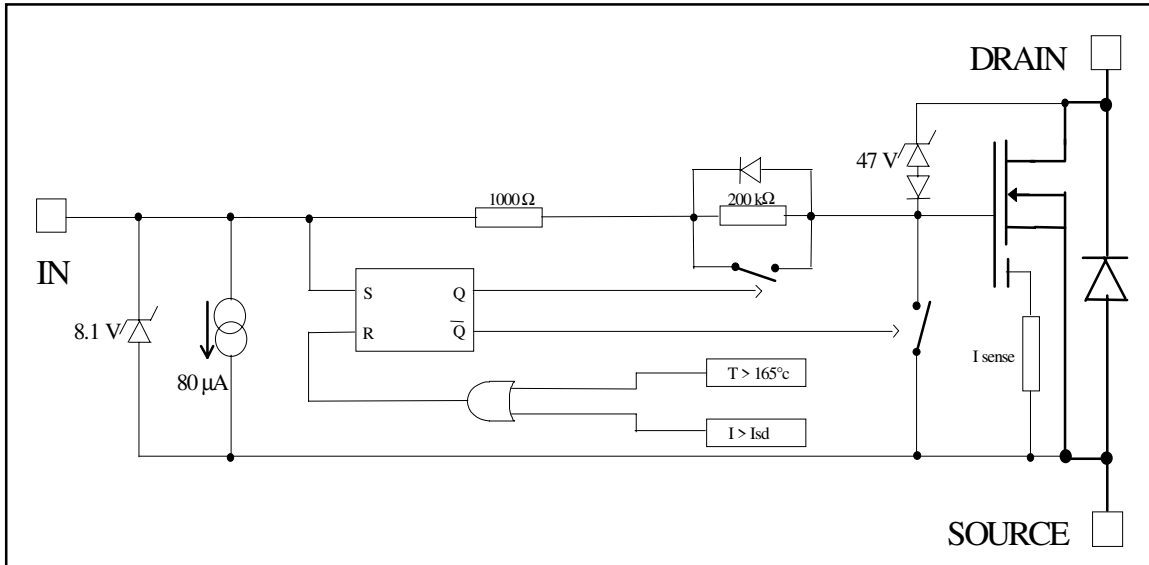 DRAIN
47 V
1000 Ω
200 kΩ
IN
S
Q
R
Q̅
8.1 V
80 µA
I sense
T > 165°c
I > Isd
SOURCE